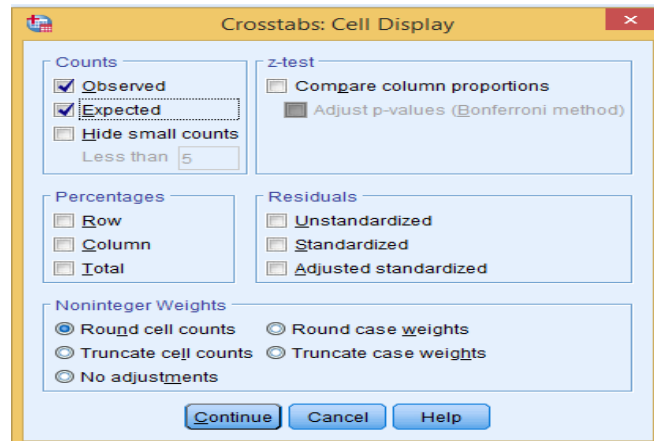 Crosstabs: Cell Display
Counts
Observed
Expected
Hide small counts
Less than 5
z-test
Compare column proportions
Adjust p-values (Bonferroni method)
Percentages
Row
Column
Total
Residuals
Unstandardized
Standardized
Adjusted standardized
Noninteger Weights
Round cell counts
Round case weights
Truncate cell counts
Truncate case weights
No adjustments
Continue
Cancel
Help